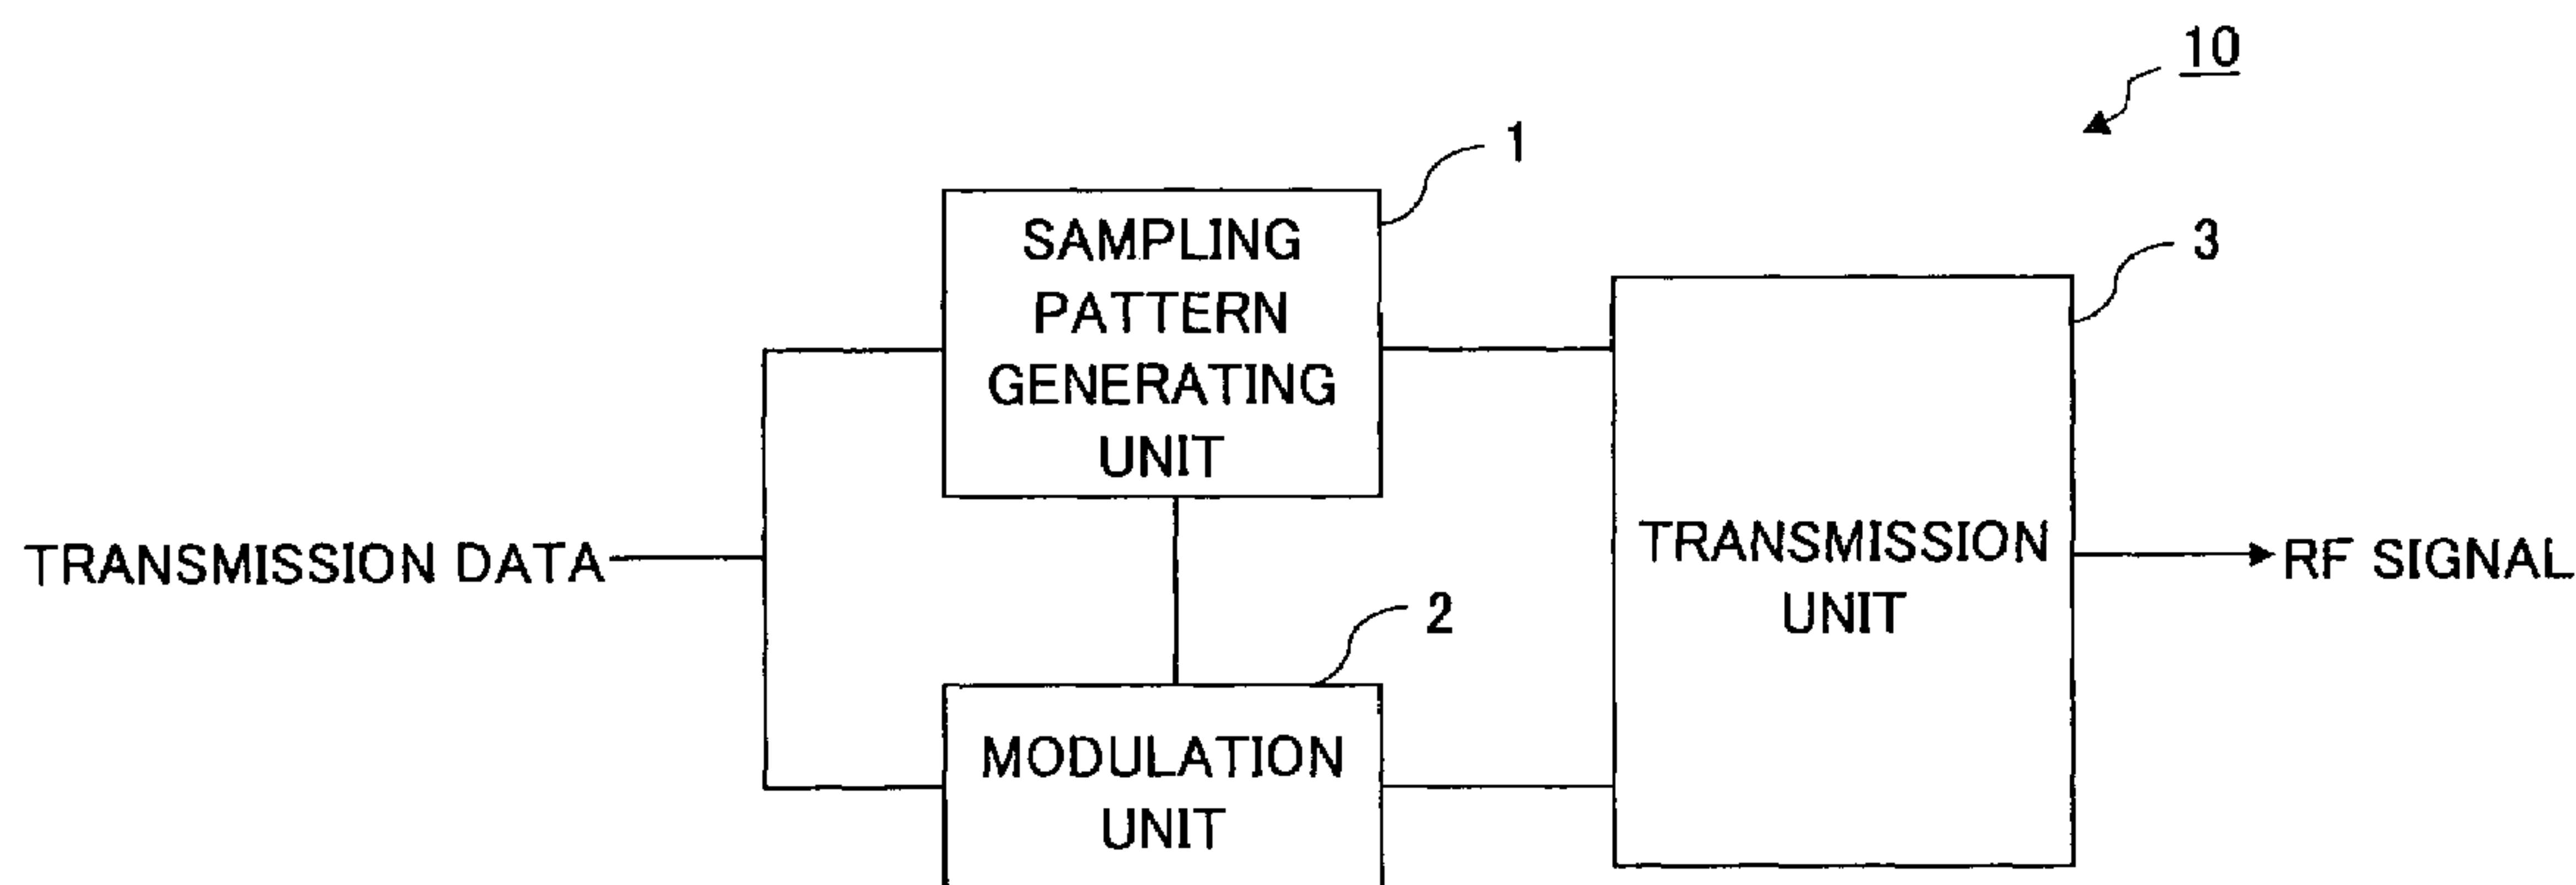 10
1
SAMPLING
PATTERN
GENERATING
UNIT
3
TRANSMISSION DATA
TRANSMISSION
UNIT
RF SIGNAL
2
MODULATION
UNIT